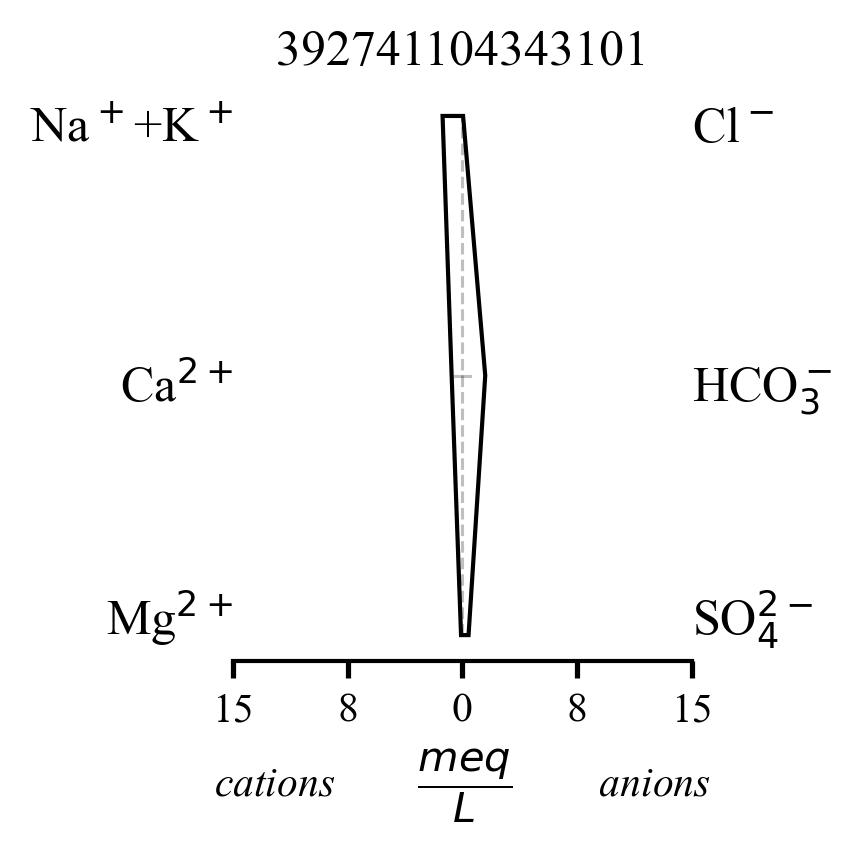 392741104343101
Na⁺+K⁺ Cl⁻
Ca²⁺ HCO₃⁻
Mg²⁺ SO₄²⁻
15 8 0 8 15
cations meq/L anions